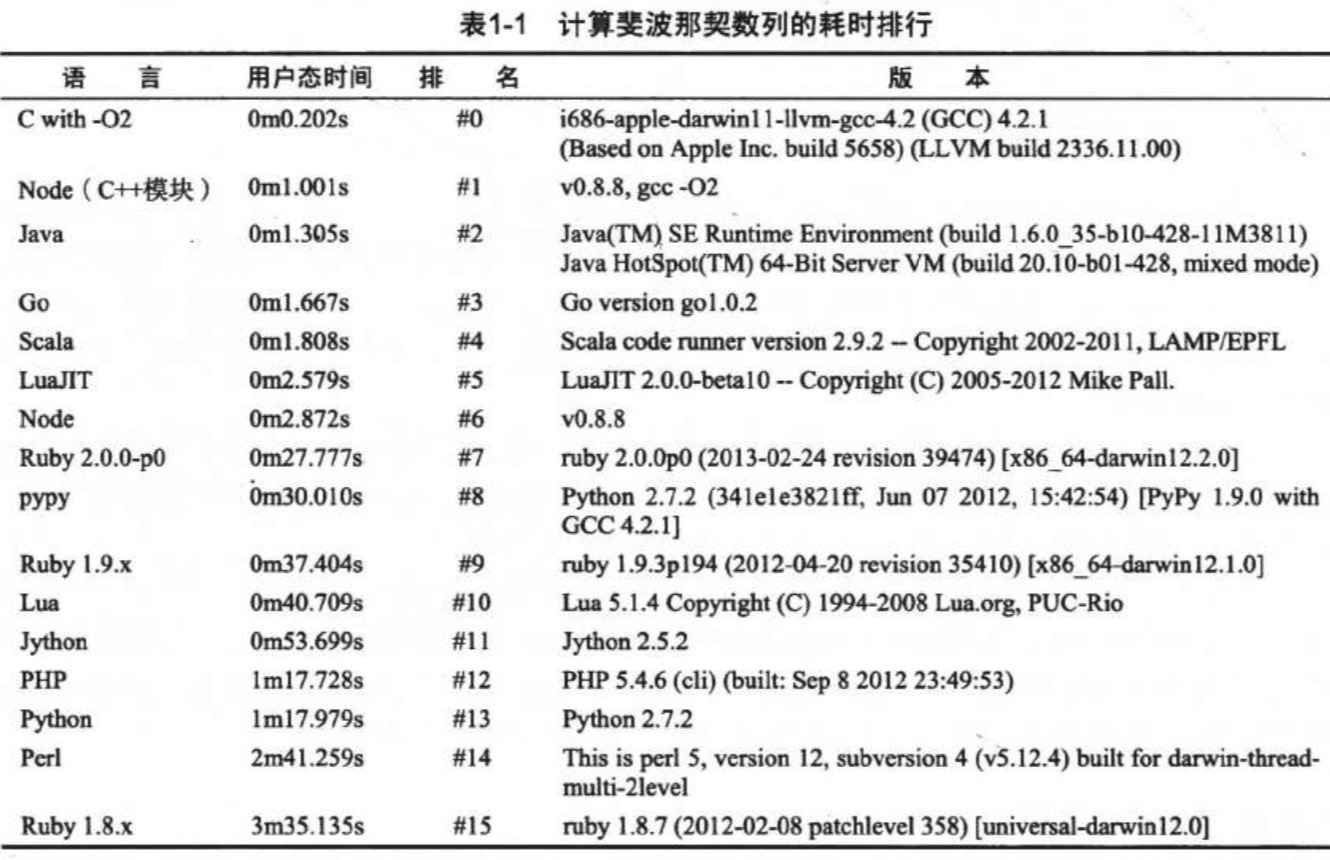 表1-1 计算斐波那契数列的耗时排行
语 言 用户态时间 排 名 版 本
C with -O2 0m0.202s #0 i686-apple-darwin11-llvm-gcc-4.2 (GCC) 4.2.1
(Based on Apple Inc. build 5658) (LLVM build 2336.11.00)
Node（C++模块） 0m1.001s #1 v0.8.8, gcc -O2
Java 0m1.305s #2 Java(TM) SE Runtime Environment (build 1.6.0_35-b10-428-11M3811)
Java HotSpot(TM) 64-Bit Server VM (build 20.10-b01-428, mixed mode)
Go 0m1.667s #3 Go version go1.0.2
Scala 0m1.808s #4 Scala code runner version 2.9.2 -- Copyright 2002-2011, LAMP/EPFL
LuaJIT 0m2.579s #5 LuaJIT 2.0.0-beta10 -- Copyright (C) 2005-2012 Mike Pall.
Node 0m2.872s #6 v0.8.8
Ruby 2.0.0-p0 0m27.777s #7 ruby 2.0.0p0 (2013-02-24 revision 39474) [x86_64-darwin12.2.0]
pypy 0m30.010s #8 Python 2.7.2 (341e1e3821ff, Jun 07 2012, 15:42:54) [PyPy 1.9.0 with
GCC 4.2.1]
Ruby 1.9.x 0m37.404s #9 ruby 1.9.3p194 (2012-04-20 revision 35410) [x86_64-darwin12.1.0]
Lua 0m40.709s #10 Lua 5.1.4 Copyright (C) 1994-2008 Lua.org, PUC-Rio
Jython 0m53.699s #11 Jython 2.5.2
PHP 1m17.728s #12 PHP 5.4.6 (cli) (built: Sep 8 2012 23:49:53)
Python 1m17.979s #13 Python 2.7.2
Perl 2m41.259s #14 This is perl 5, version 12, subversion 4 (v5.12.4) built for darwin-thread-
multi-2level
Ruby 1.8.x 3m35.135s #15 ruby 1.8.7 (2012-02-08 patchlevel 358) [universal-darwin12.0]